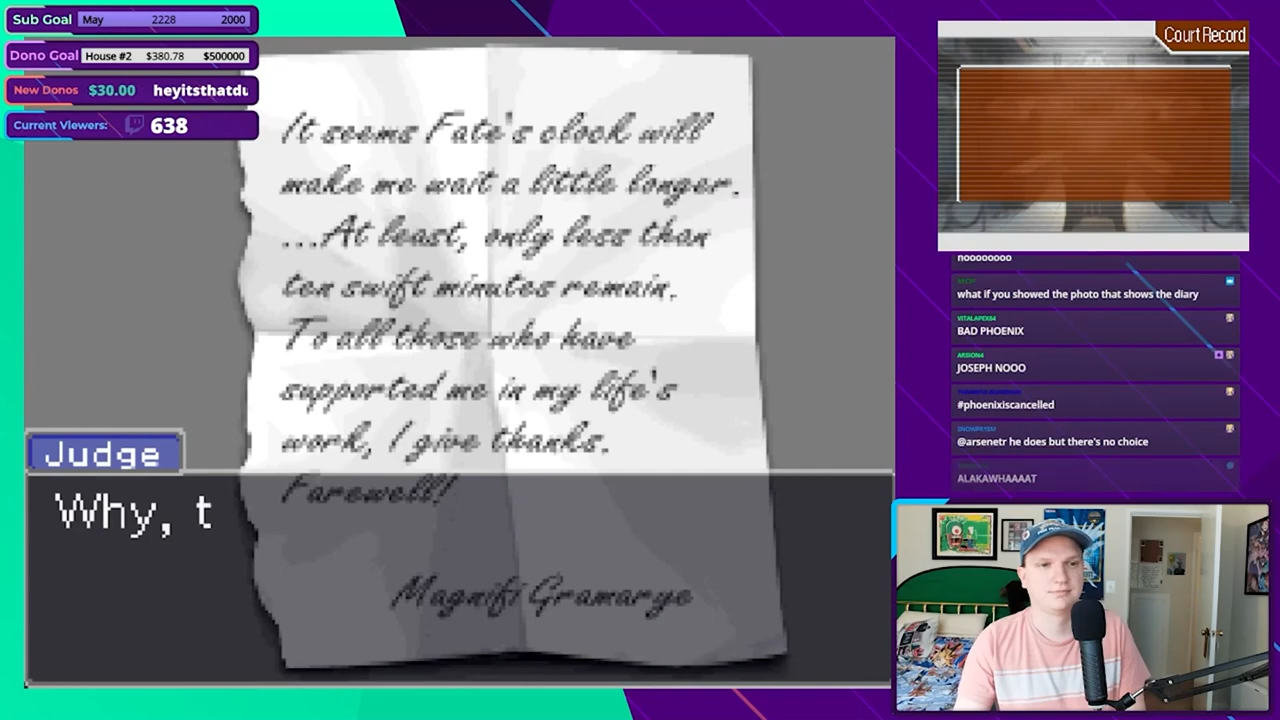 Sub Goal May 2228 2000
Dono Goal House #2 $380.78 $500000
New Donos $30.00 heyitsthatdu
Current Viewers: 638
It seems Fate's clock will
make me wait a little longer.
...At least, only less than
ten swift minutes remain.
To all those who have
supported me in my life's
work, I give thanks.
Farewell!
Magnifi Gramarye
Judge
Why, t
Court Record
noooooooo
what if you showed the photo that shows the diary
VITALAPEX84
BAD PHOENIX
ARSION4
JOSEPH NOOO
#phoenixiscancelled
@arsenetr he does but there's no choice
ALAKAWHAAAAT